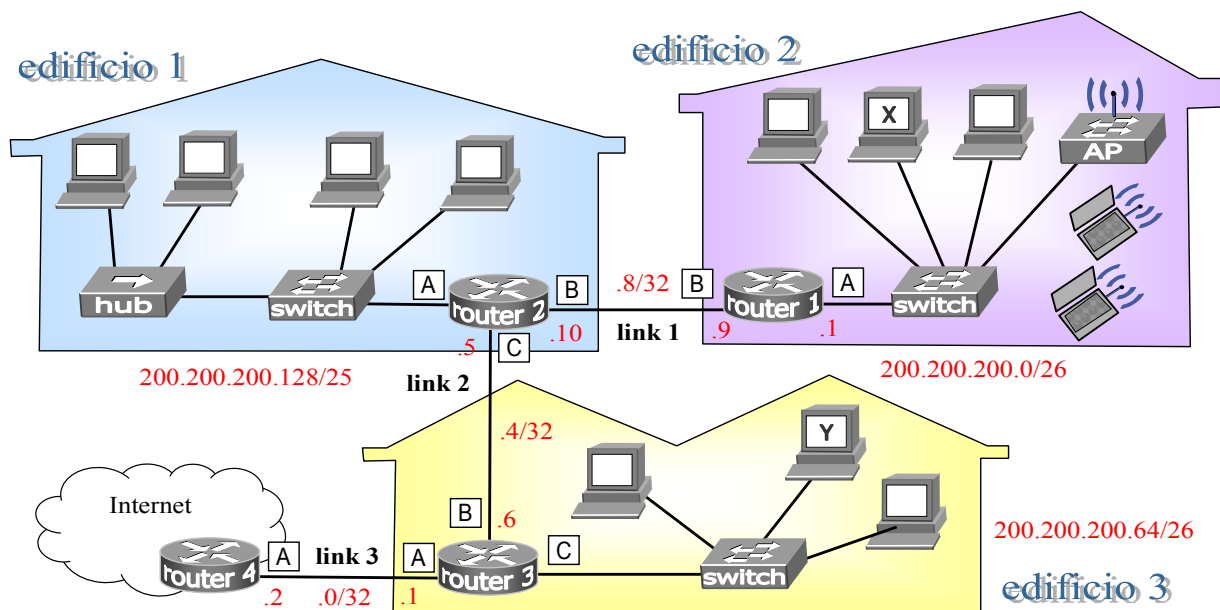 edificio 1
edificio 2
X
AP
hub
switch
A
router 2
B
.8/32
B
router 1
A
switch
.5
C
.10
link 1
.9
.1
200.200.200.128/25
link 2
200.200.200.0/26
.4/32
Y
Internet
B
.6
200.200.200.64/26
router 4
A
link 3
A
router 3
C
switch
.2
.0/32
.1
edificio 3